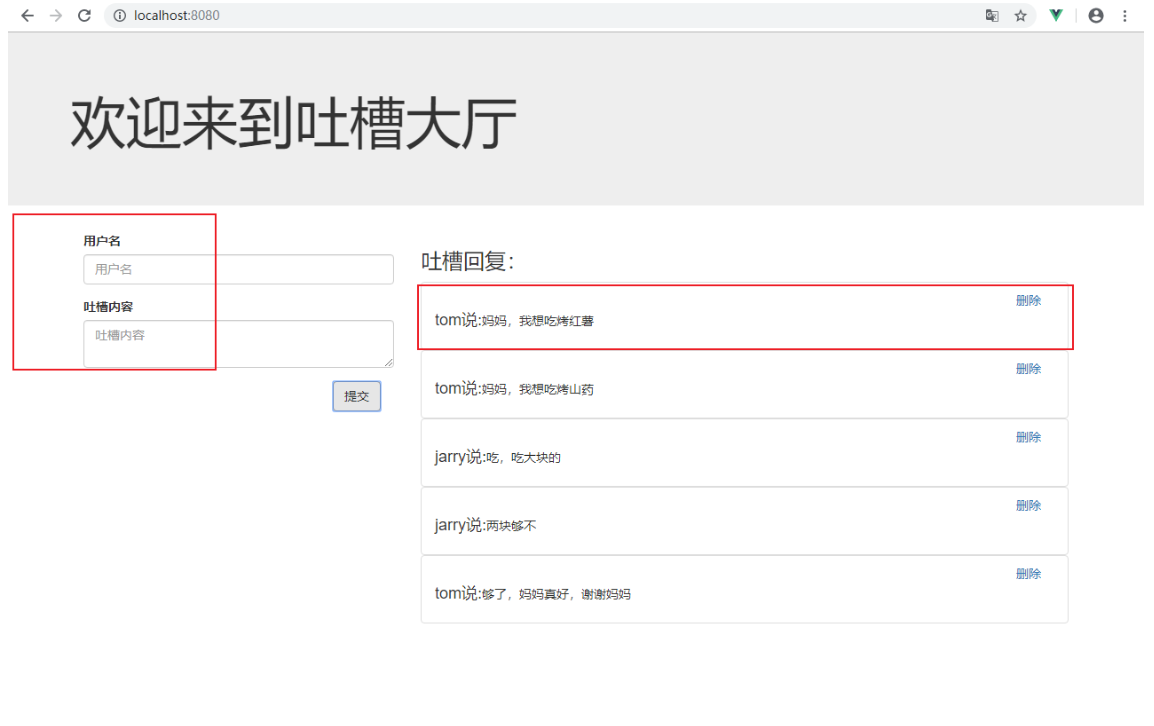 localhost:8080
欢迎来到吐槽大厅
用户名
用户名
吐槽内容
吐槽内容
提交
吐槽回复：
删除
tom说:妈妈，我想吃烤红薯
删除
tom说:妈妈，我想吃烤山药
删除
jarry说:吃，吃大块的
删除
jarry说:两块够不
删除
tom说:够了，妈妈真好，谢谢妈妈